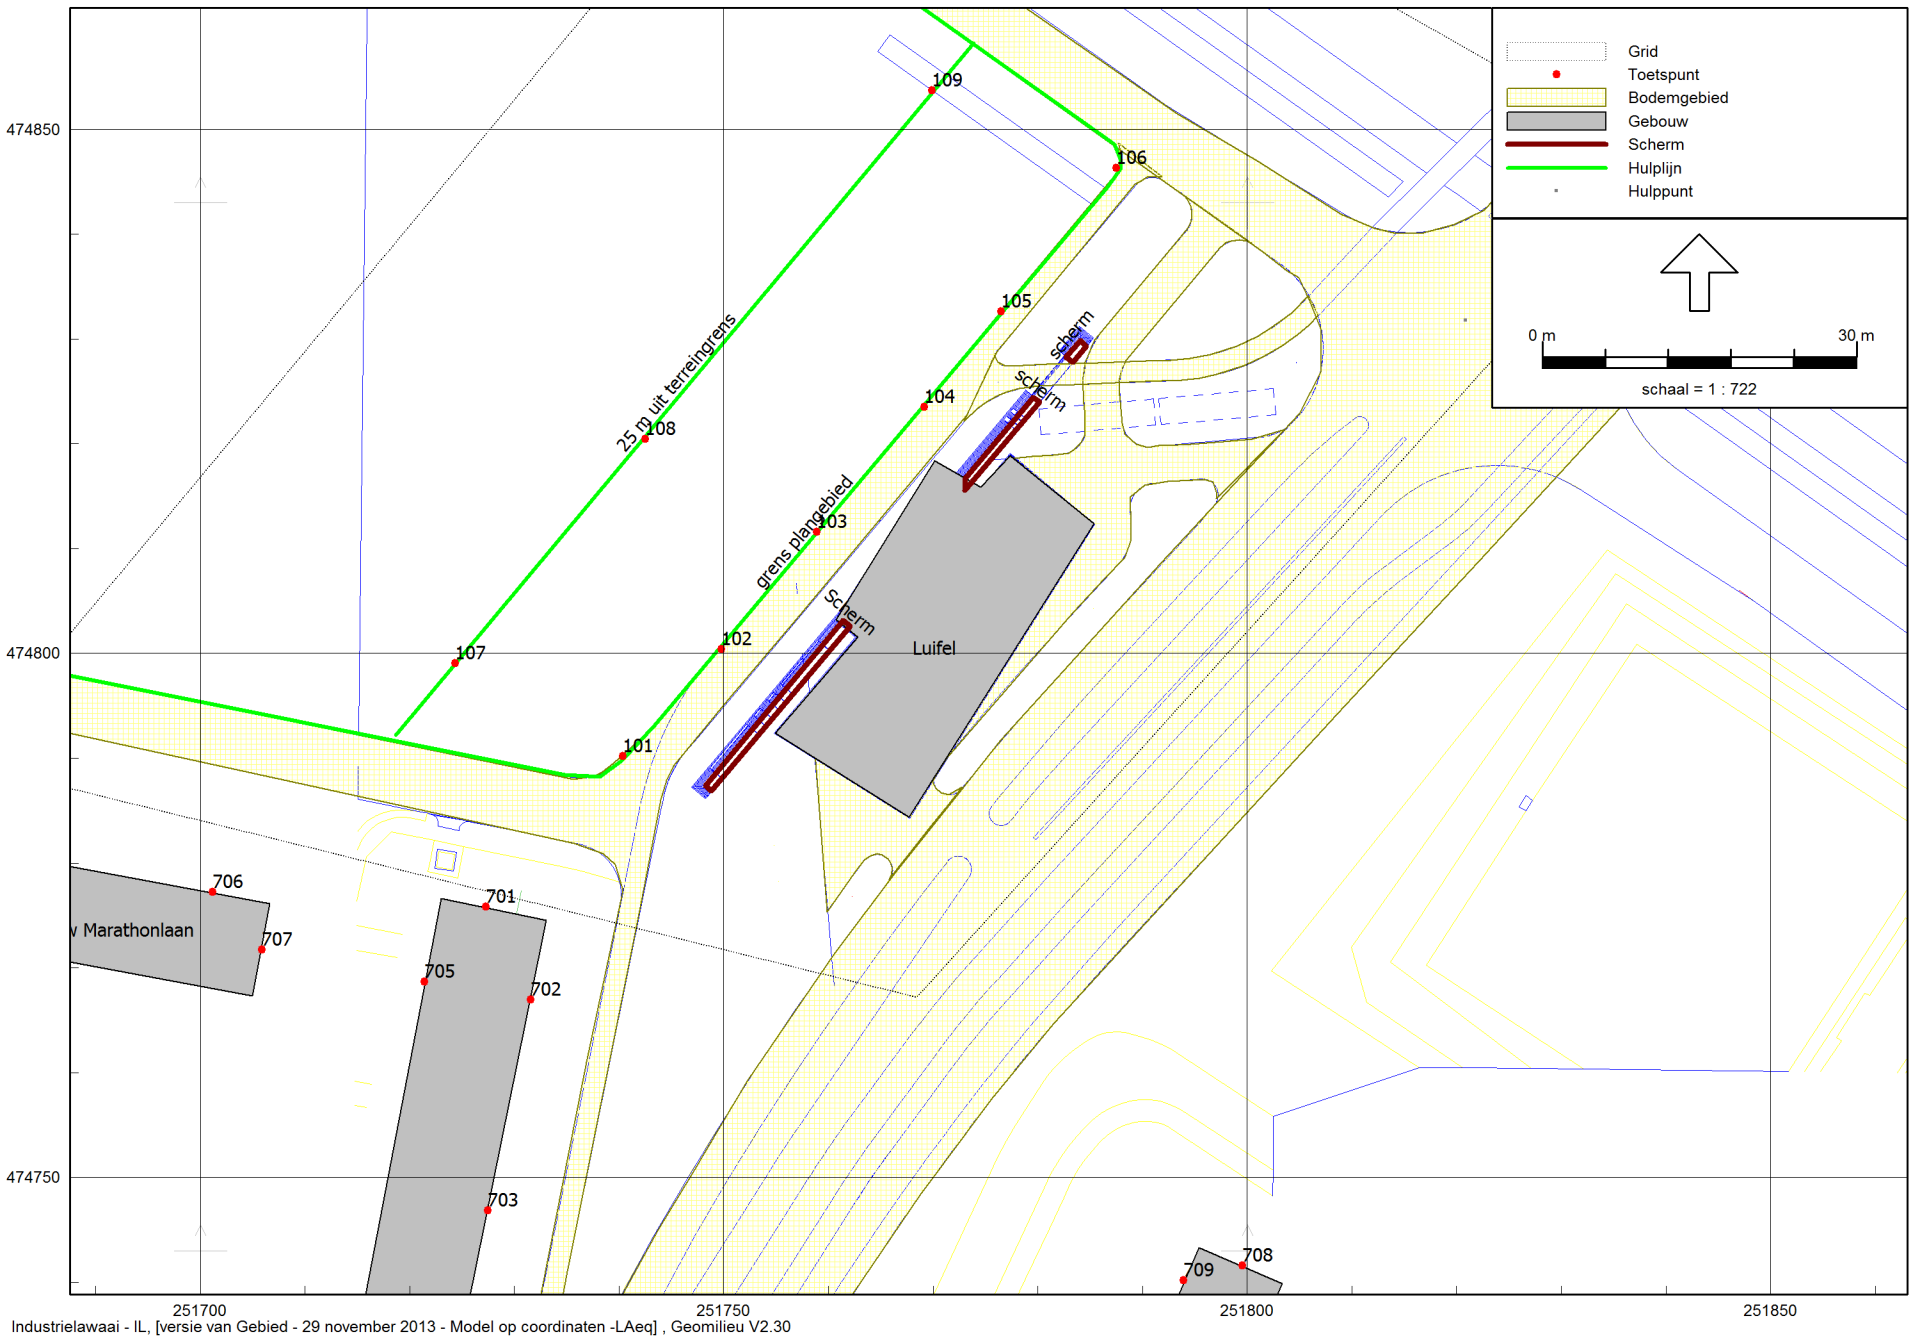 Grid
Toetspunt
Bodemgebied
Gebouw
Scherm
Hulplijn
Hulppunt
0 m
30 m
schaal = 1 : 722
474850
474800
474750
251700
251750
251800
251850
109
106
105
scherm
scherm
104
25 m uit terreingrens
108
grens plangebied
103
Scherm
102
Luifel
107
101
706
701
w Marathonlaan
707
705
702
703
708
709
Industrielawaai - IL, [versie van Gebied - 29 november 2013 - Model op coordinaten -LAeq] , Geomilieu V2.30